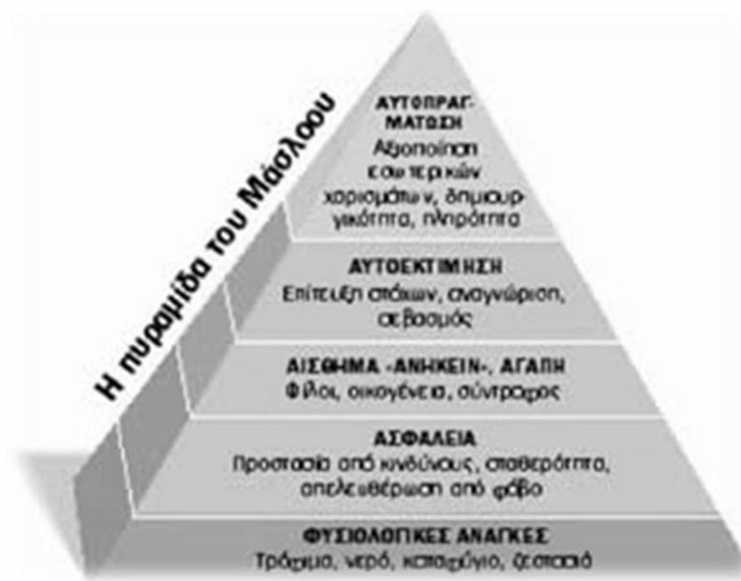 Η πυραμίδα του Μάσλοου
ΑΥΤΟΠΡΑΓ-
ΜΑΤΩΣΗ
Αξιοποίηση
εσωτερικών
χαρισμάτων, δημιουρ-
γικότητα, πληρότητα
ΑΥΤΟΕΚΤΙΜΗΣΗ
Επίτευξη στόχων, αναγνώριση,
σεβασμός
ΑΙΣΘΗΜΑ «ΑΝΗΚΕΙΝ», ΑΓΑΠΗ
Φίλοι, οικογένεια, σύντροφος
ΑΣΦΑΛΕΙΑ
Προστασία από κινδύνους, σταθερότητα,
απελευθέρωση από φόβο
ΦΥΣΙΟΛΟΓΙΚΕΣ ΑΝΑΓΚΕΣ
Τρόφιμα, νερό, καταφύγιο, ζεστασιά